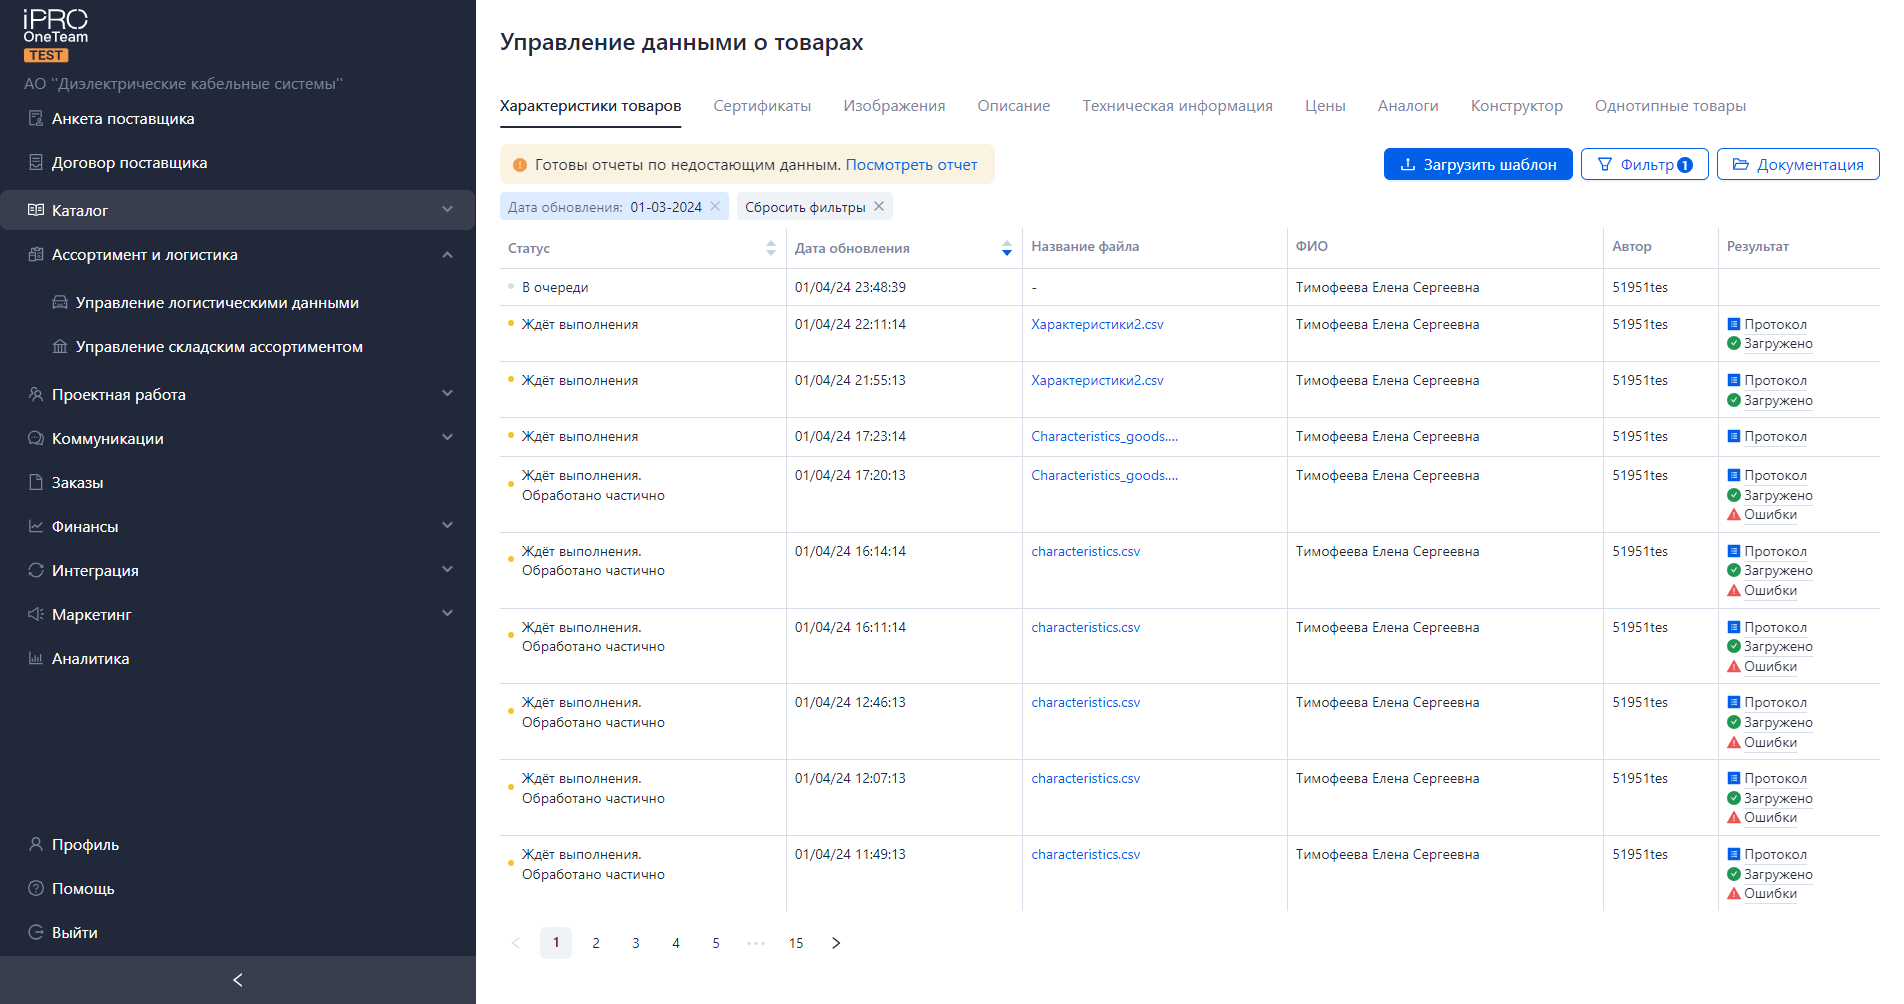 iPRO
OneTeam
TEST
АО "Диэлектрические кабельные системы"
Анкета поставщика
Договор поставщика
Каталог
Ассортимент и логистика
Управление логистическими данными
Управление складским ассортиментом
Проектная работа
Коммуникации
Заказы
Финансы
Интеграция
Маркетинг
Аналитика
Профиль
Помощь
Выйти
Управление данными о товарах
Характеристики товаров Сертификаты Изображения Описание Техническая информация Цены Аналоги Конструктор Однотипные товары
Готовы отчеты по недостающим данным. Посмотреть отчет
Загрузить шаблон Фильтр 1 Документация
Дата обновления: 01-03-2024 Сбросить фильтры
Статус Дата обновления Название файла ФИО Автор Результат
В очереди 01/04/24 23:48:39 - Тимофеева Елена Сергеевна 51951tes
Ждёт выполнения 01/04/24 22:11:14 Характеристики2.csv Тимофеева Елена Сергеевна 51951tes Протокол
Загружено
Ждёт выполнения 01/04/24 21:55:13 Характеристики2.csv Тимофеева Елена Сергеевна 51951tes Протокол
Загружено
Ждёт выполнения 01/04/24 17:23:14 Characteristics_goods.... Тимофеева Елена Сергеевна 51951tes Протокол
Ждёт выполнения. 01/04/24 17:20:13 Characteristics_goods.... Тимофеева Елена Сергеевна 51951tes Протокол
Обработано частично Загружено
Ошибки
Ждёт выполнения. 01/04/24 16:14:14 characteristics.csv Тимофеева Елена Сергеевна 51951tes Протокол
Обработано частично Загружено
Ошибки
Ждёт выполнения. 01/04/24 16:11:14 characteristics.csv Тимофеева Елена Сергеевна 51951tes Протокол
Обработано частично Загружено
Ошибки
Ждёт выполнения. 01/04/24 12:46:13 characteristics.csv Тимофеева Елена Сергеевна 51951tes Протокол
Обработано частично Загружено
Ошибки
Ждёт выполнения. 01/04/24 12:07:13 characteristics.csv Тимофеева Елена Сергеевна 51951tes Протокол
Обработано частично Загружено
Ошибки
Ждёт выполнения. 01/04/24 11:49:13 characteristics.csv Тимофеева Елена Сергеевна 51951tes Протокол
Обработано частично Загружено
Ошибки
1 2 3 4 5 ••• 15